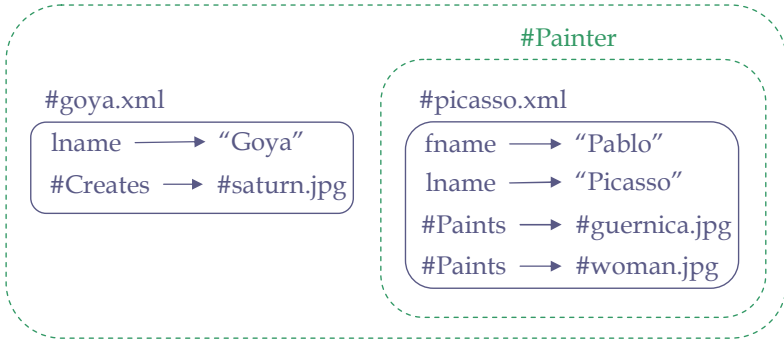 #Painter
#goya.xml
lname → “Goya”
#Creates → #saturn.jpg
#picasso.xml
fname → “Pablo”
lname → “Picasso”
#Paints → #guernica.jpg
#Paints → #woman.jpg